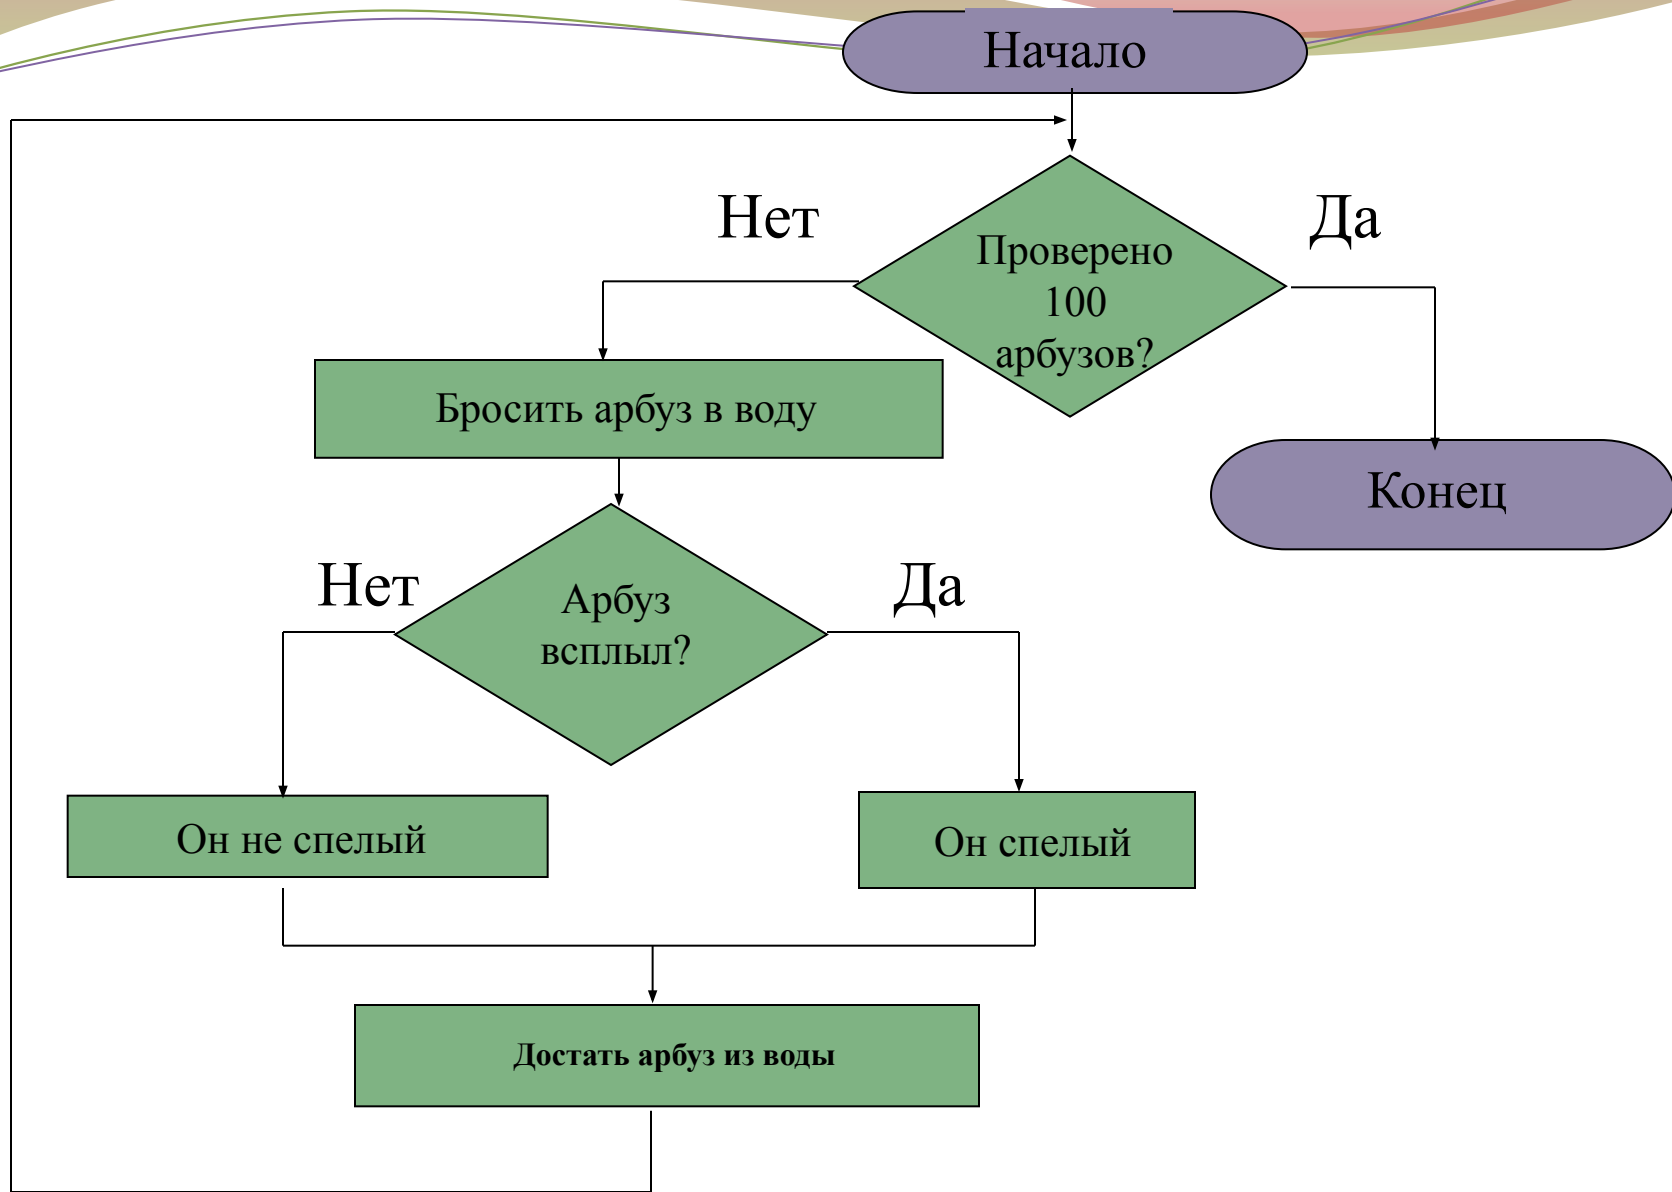 Начало
Нет
Да
Проверено
100
арбузов?
Бросить арбуз в воду
Конец
Нет
Да
Арбуз
всплыл?
Он не спелый
Он спелый
Достать арбуз из воды